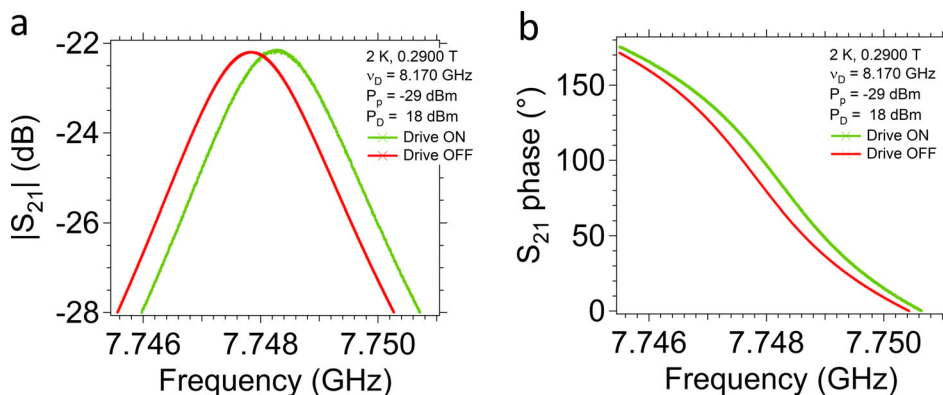 a
|S21| (dB)
-22
-24
-26
-28
2 K, 0.2900 T
νD = 8.170 GHz
Pp = -29 dBm
PD = 18 dBm
Drive ON
Drive OFF
7.746 7.748 7.750
Frequency (GHz)
b
S21 phase (°)
150
100
50
0
2 K, 0.2900 T
νD = 8.170 GHz
Pp = -29 dBm
PD = 18 dBm
Drive ON
Drive OFF
7.746 7.748 7.750
Frequency (GHz)